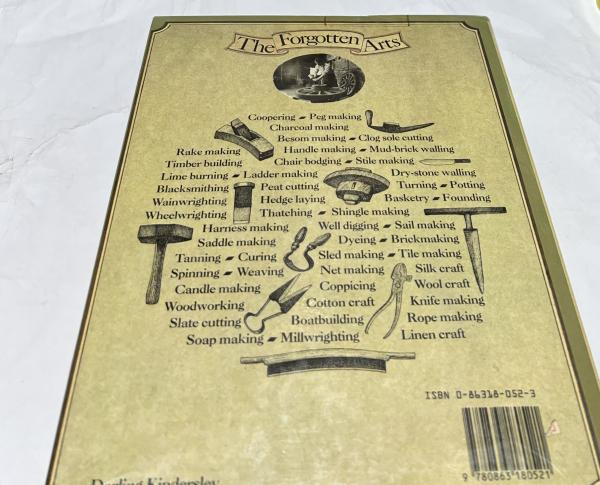 The Forgotten Arts
Coopering Peg making
Charcoal making
Besom making Clog sole cutting
Rake making Handle making Mud-brick walling
Timber building Chair bodging Stile making
Lime burning Ladder making Dry-stone walling
Blacksmithing Peat cutting Turning Potting
Wainwrighting Hedge laying Basketry Founding
Wheelwrighting Thatching Shingle making
Harness making Well digging Sail making
Saddle making Dyeing Brickmaking
Tanning Curing Sled making Tile making
Spinning Weaving Net making Silk craft
Candle making Coppicing Wool craft
Woodworking Cotton craft Knife making
Slate cutting Boatbuilding Rope making
Soap making Millwrighting Linen craft
ISBN 0-86318-052-3
9 780863 180521
Dorling Kindersley